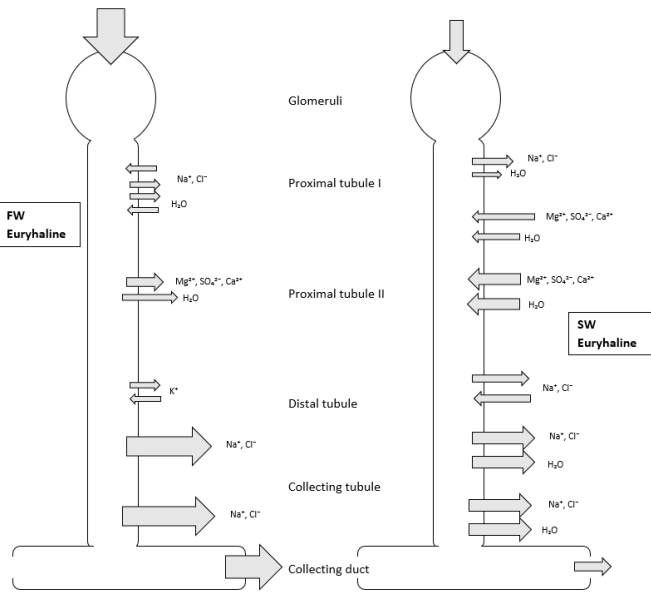 Glomeruli
Na⁺, Cl⁻
Proximal tubule I
H₂O
FW
Euryhaline
Mg²⁺, SO₄²⁻, Ca²⁺
H₂O
Proximal tubule II
K⁺
Distal tubule
Na⁺, Cl⁻
Collecting tubule
Na⁺, Cl⁻
Collecting duct
Na⁺, Cl⁻
H₂O
Mg²⁺, SO₄²⁻, Ca²⁺
H₂O
Mg²⁺, SO₄²⁻, Ca²⁺
H₂O
SW
Euryhaline
Na⁺, Cl⁻
Na⁺, Cl⁻
H₂O
Na⁺, Cl⁻
H₂O